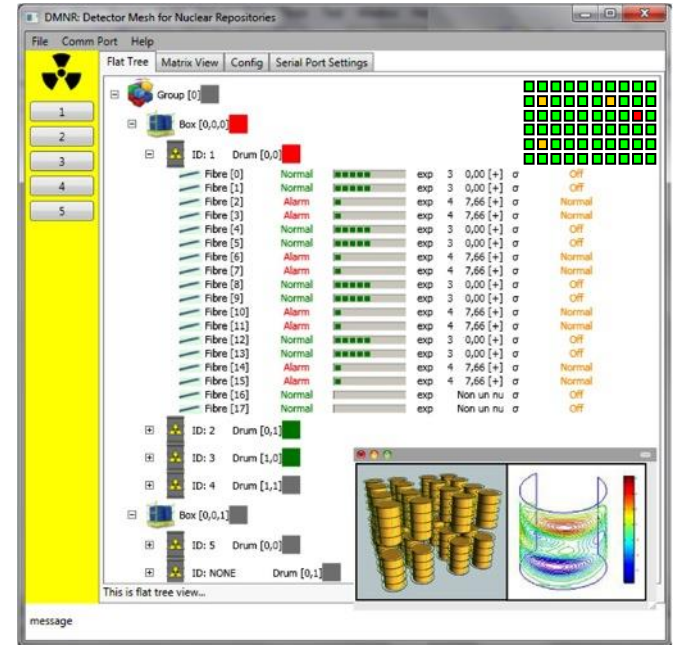 DMNR: Detector Mesh for Nuclear Repositories
File Comm Port Help
Flat Tree Matrix View Config Serial Port Settings
1
2
3
4
5
Group [0]
Box [0,0,0]
ID: 1 Drum [0,0]
Fibre [0] Normal exp 3 0,00 [+] σ Off
Fibre [1] Normal exp 3 0,00 [+] σ Off
Fibre [2] Alarm exp 4 7,66 [+] σ Normal
Fibre [3] Alarm exp 4 7,66 [+] σ Normal
Fibre [4] Normal exp 3 0,00 [+] σ Off
Fibre [5] Normal exp 3 0,00 [+] σ Off
Fibre [6] Alarm exp 4 7,66 [+] σ Normal
Fibre [7] Alarm exp 4 7,66 [+] σ Normal
Fibre [8] Normal exp 3 0,00 [+] σ Off
Fibre [9] Normal exp 3 0,00 [+] σ Off
Fibre [10] Alarm exp 4 7,66 [+] σ Normal
Fibre [11] Alarm exp 4 7,66 [+] σ Normal
Fibre [12] Normal exp 3 0,00 [+] σ Off
Fibre [13] Normal exp 3 0,00 [+] σ Off
Fibre [14] Alarm exp 4 7,66 [+] σ Normal
Fibre [15] Alarm exp 4 7,66 [+] σ Normal
Fibre [16] Normal exp Non un nu σ Off
Fibre [17] Normal exp Non un nu σ Off
ID: 2 Drum [0,1]
ID: 3 Drum [1,0]
ID: 4 Drum [1,1]
Box [0,0,1]
ID: 5 Drum [0,0]
ID: NONE Drum [0,1]
This is flat tree view...
message